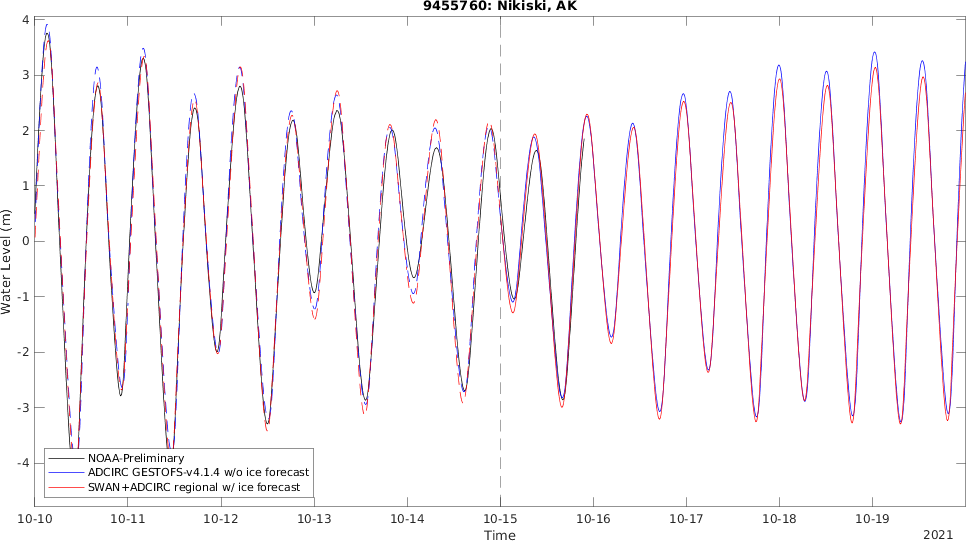 9455760: Nikiski, AK
Water Level (m)
4
3
2
1
0
-1
-2
-3
-4
NOAA-Preliminary
ADCIRC GESTOFS-v4.1.4 w/o ice forecast
SWAN+ADCIRC regional w/ ice forecast
10-10 10-11 10-12 10-13 10-14 10-15 10-16 10-17 10-18 10-19
Time
2021